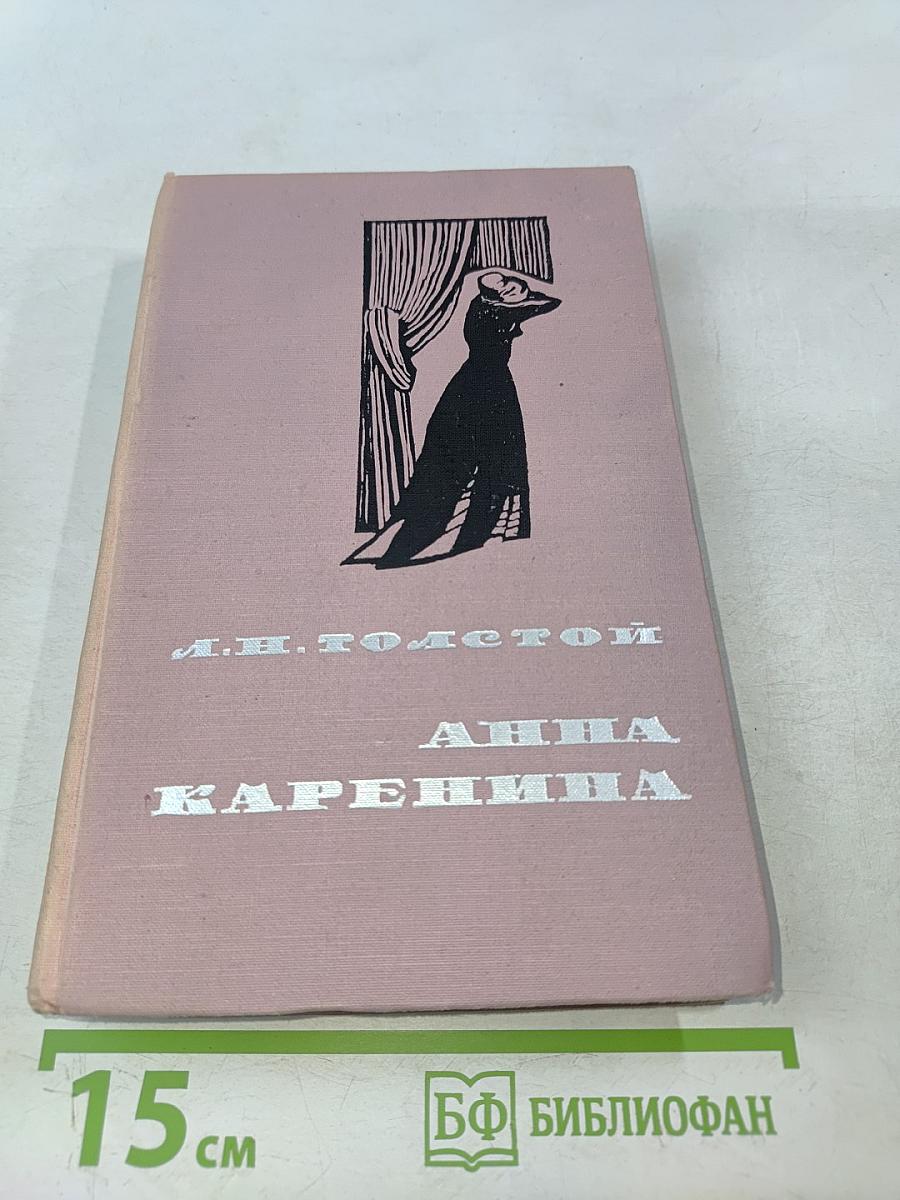 Л.Н.ТОЛСТОЙ
АННА
КАРЕНИНА
15 см
БФ БИБЛИОФАН